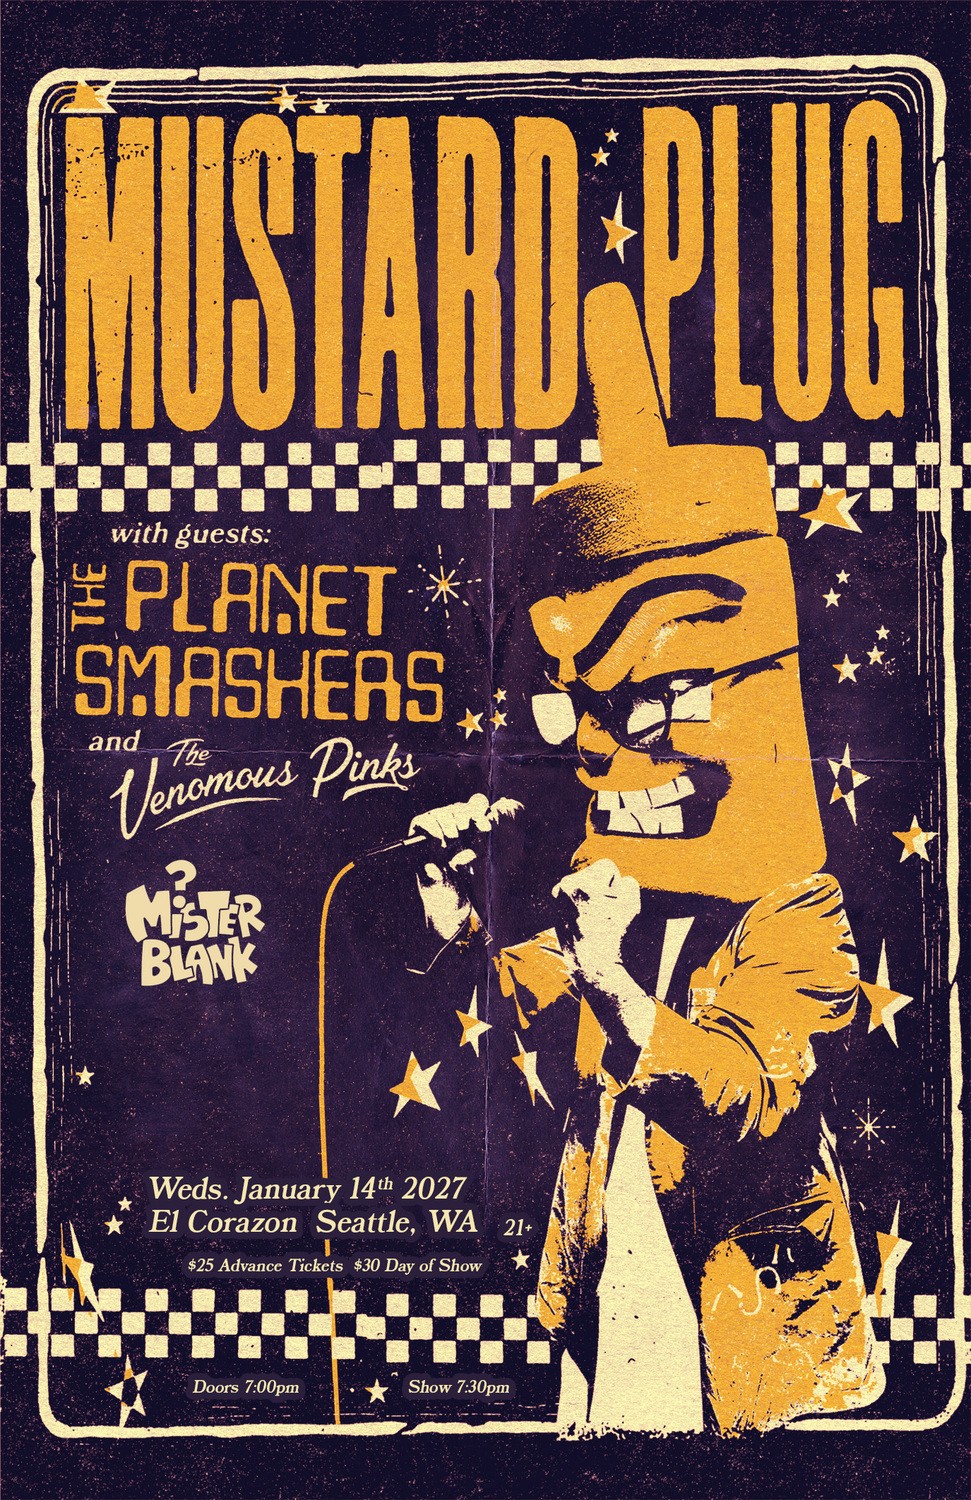 MUSTARD PLUG
with guests:
THE PLANET
SMASHERS
and The
Venomous Pinks
?
MiSTER
BLANK
Weds. January 14th 2027
El Corazon Seattle, WA 21+
$25 Advance Tickets $30 Day of Show
Doors 7:00pm Show 7:30pm